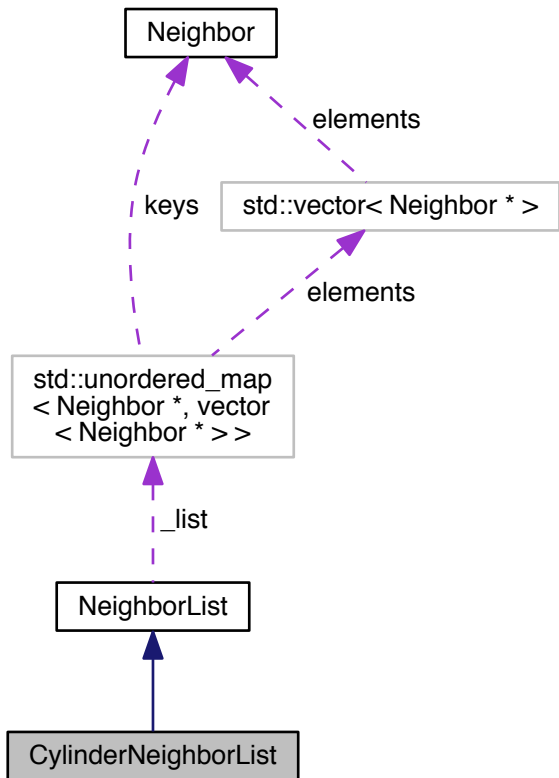 Neighbor
elements
keys
std::vector< Neighbor * >
elements
std::unordered_map
< Neighbor *, vector
< Neighbor * > >
_list
NeighborList
CylinderNeighborList